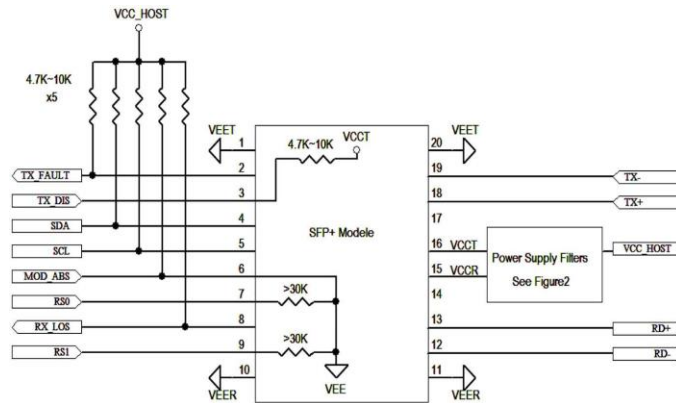 VCC_HOST
4.7K~10K
x5
VEET
1
TX_FAULT
2
TX_DIS
3
SDA
4
SCL
5
MOD_ABS
6
RS0
7
RX_LOS
8
RS1
9
10
VEER
4.7K~10K
VCCT
SFP+ Modele
>30K
>30K
VEE
20
VEET
19
TX-
18
TX+
17
16
VCCT
15
VCCR
Power Supply Filters
See Figure2
VCC_HOST
14
13
RD+
12
RD-
11
VEER